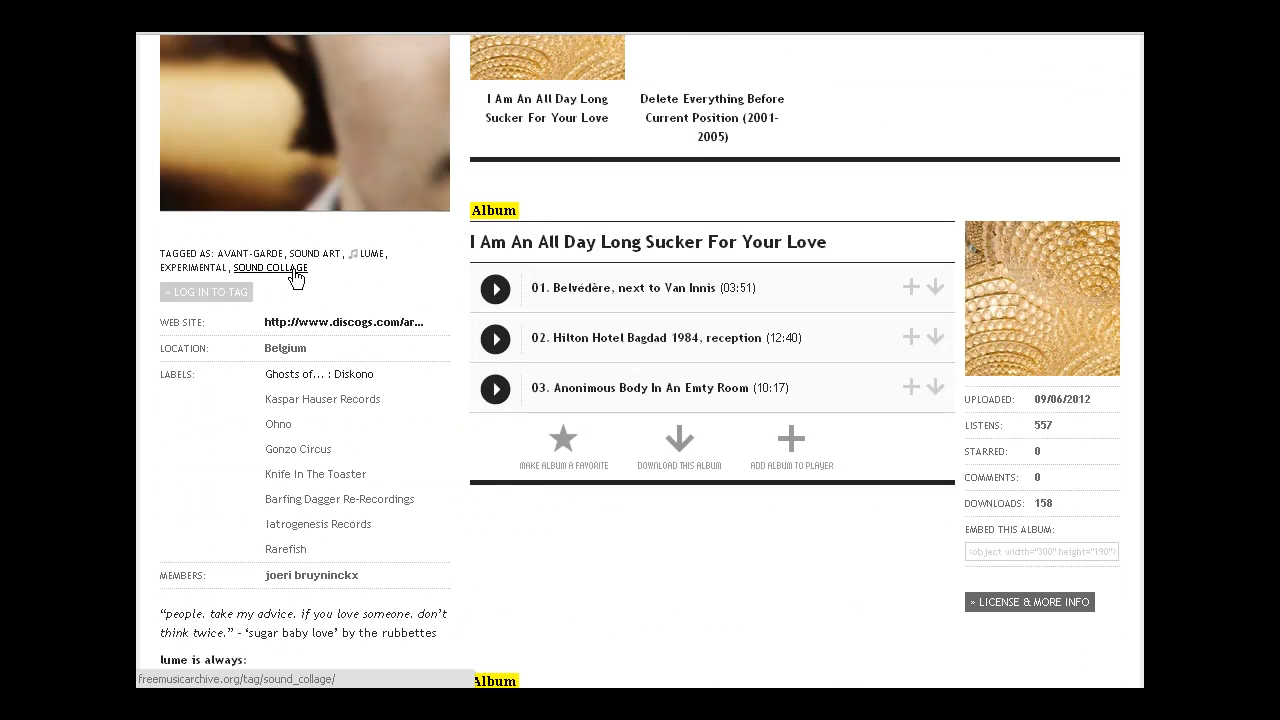 I Am An All Day Long
Sucker For Your Love
Delete Everything Before
Current Position (2001-
2005)
TAGGED AS: AVANT-GARDE, SOUND ART, LUME,
EXPERIMENTAL, SOUND COLLAGE
» LOG IN TO TAG
WEB SITE: http://www.discogs.com/ar...
LOCATION: Belgium
LABELS: Ghosts of... : Diskono
Kaspar Hauser Records
Ohno
Gonzo Circus
Knife In The Toaster
Barfing Dagger Re-Recordings
Iatrogenesis Records
Rarefish
MEMBERS: joeri bruyninckx
“people. take my advice. if you love someone. don’t
think twice.” - ‘sugar baby love’ by the rubbettes
lume is always:
freemusicarchive.org/tag/sound_collage/
Album
I Am An All Day Long Sucker For Your Love
01. Belvédère, next to Van Innis (03:51)
02. Hilton Hotel Bagdad 1984, reception (12:40)
03. Anonimous Body In An Emty Room (10:17)
MAKE ALBUM A FAVORITE
DOWNLOAD THIS ALBUM
ADD ALBUM TO PLAYER
UPLOADED: 09/06/2012
LISTENS: 557
STARRED: 0
COMMENTS: 0
DOWNLOADS: 158
EMBED THIS ALBUM:
<object width="300" height="190">
» LICENSE & MORE INFO
Album